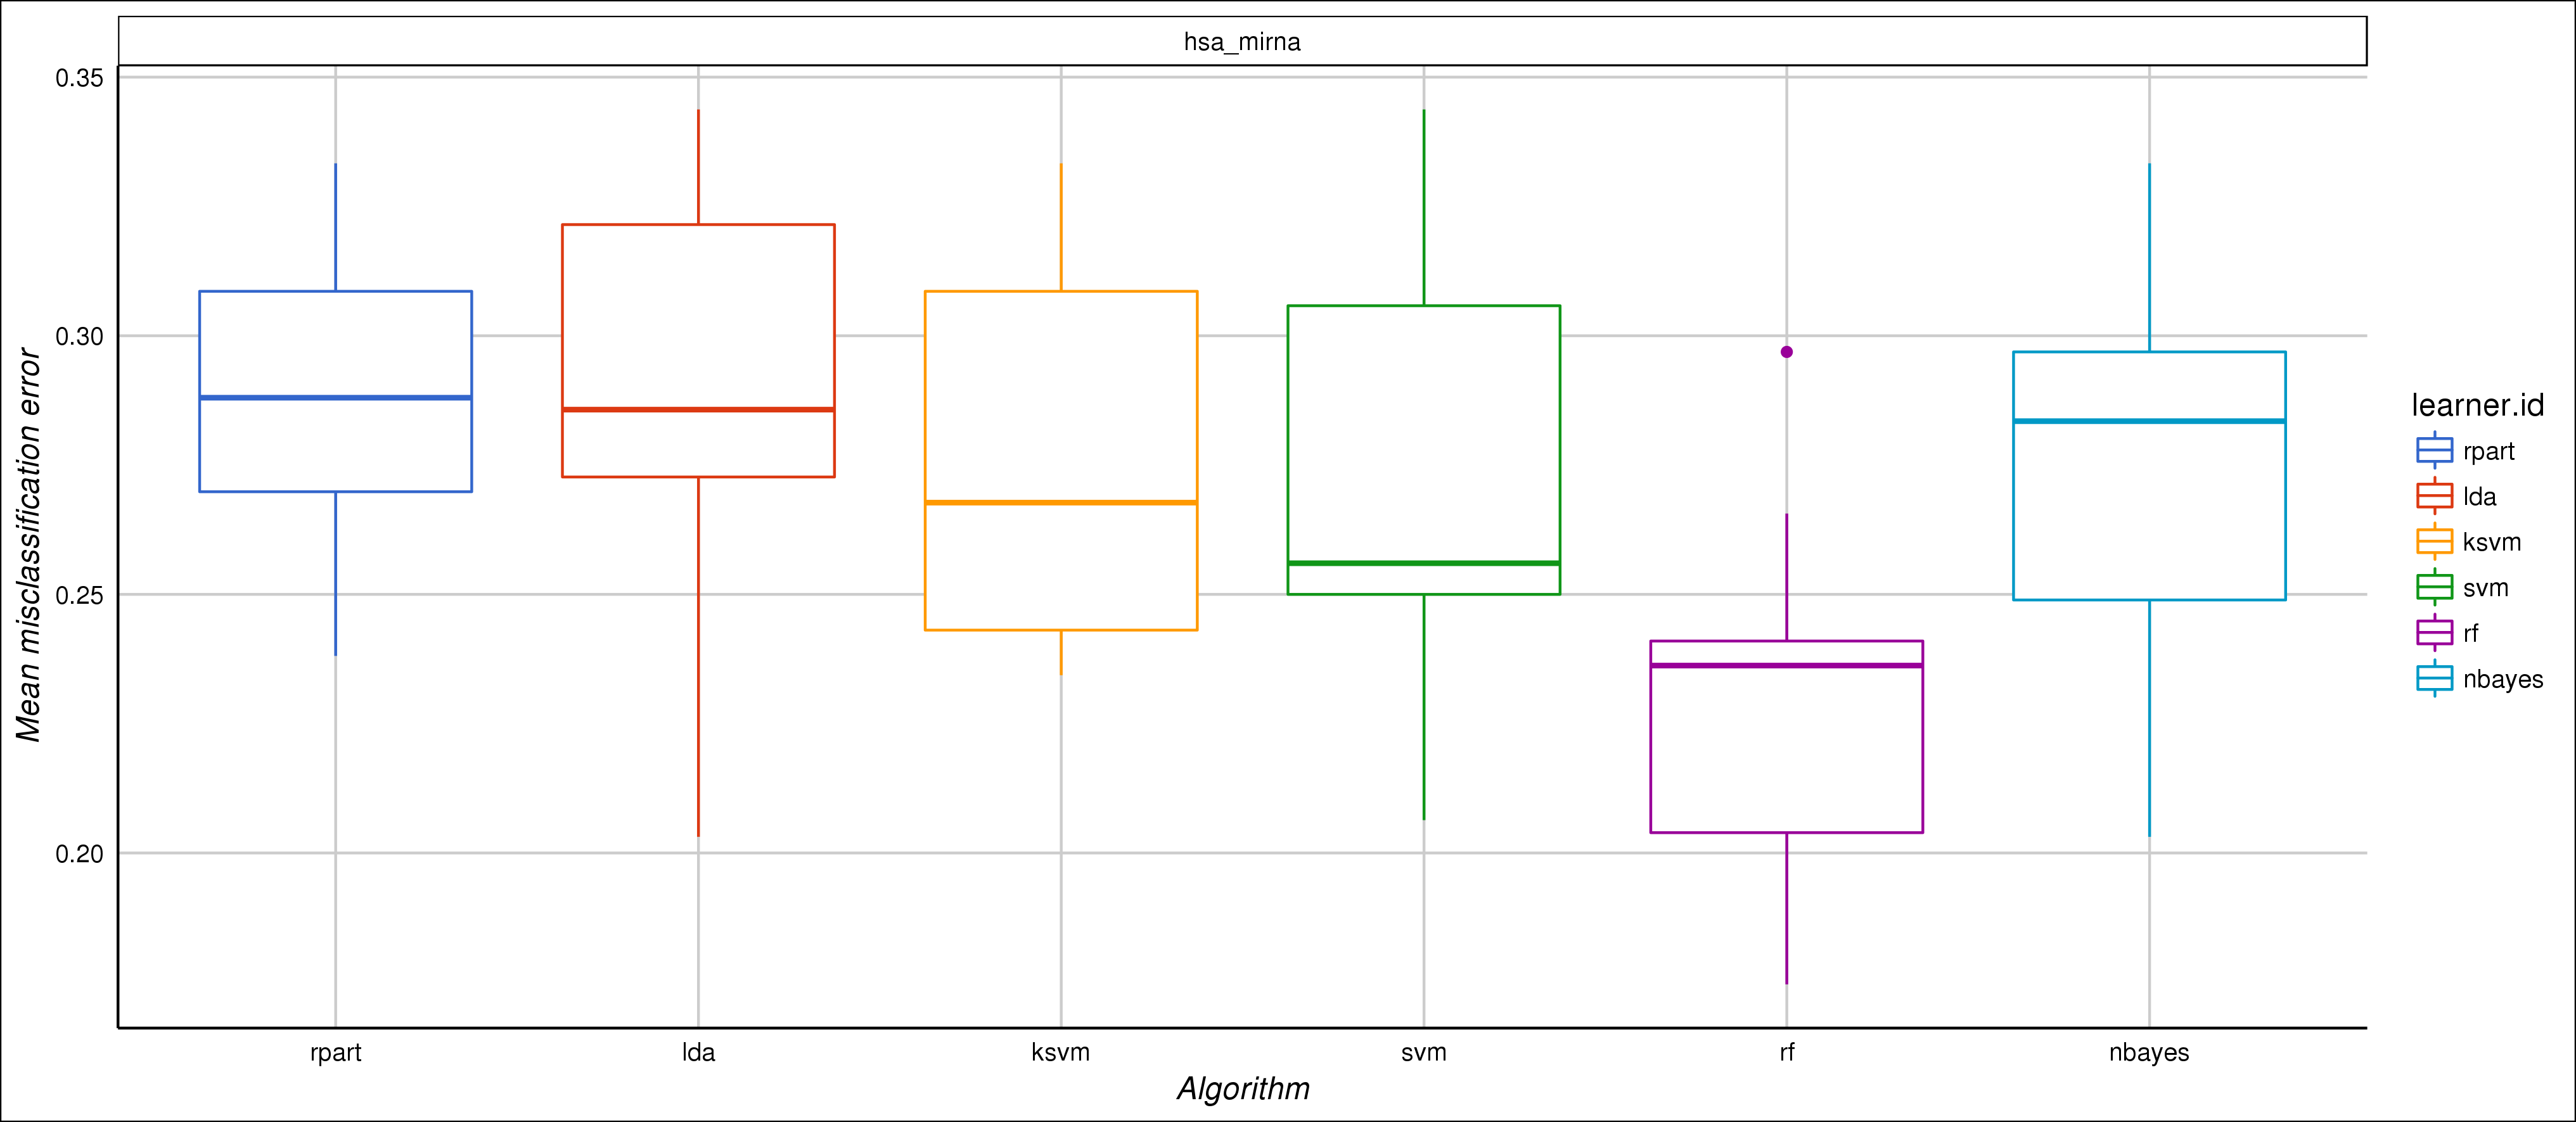 hsa_mirna
0.35
0.30
0.25
0.20
Mean misclassification error
rpart
lda
ksvm
svm
rf
nbayes
Algorithm
learner.id
rpart
lda
ksvm
svm
rf
nbayes